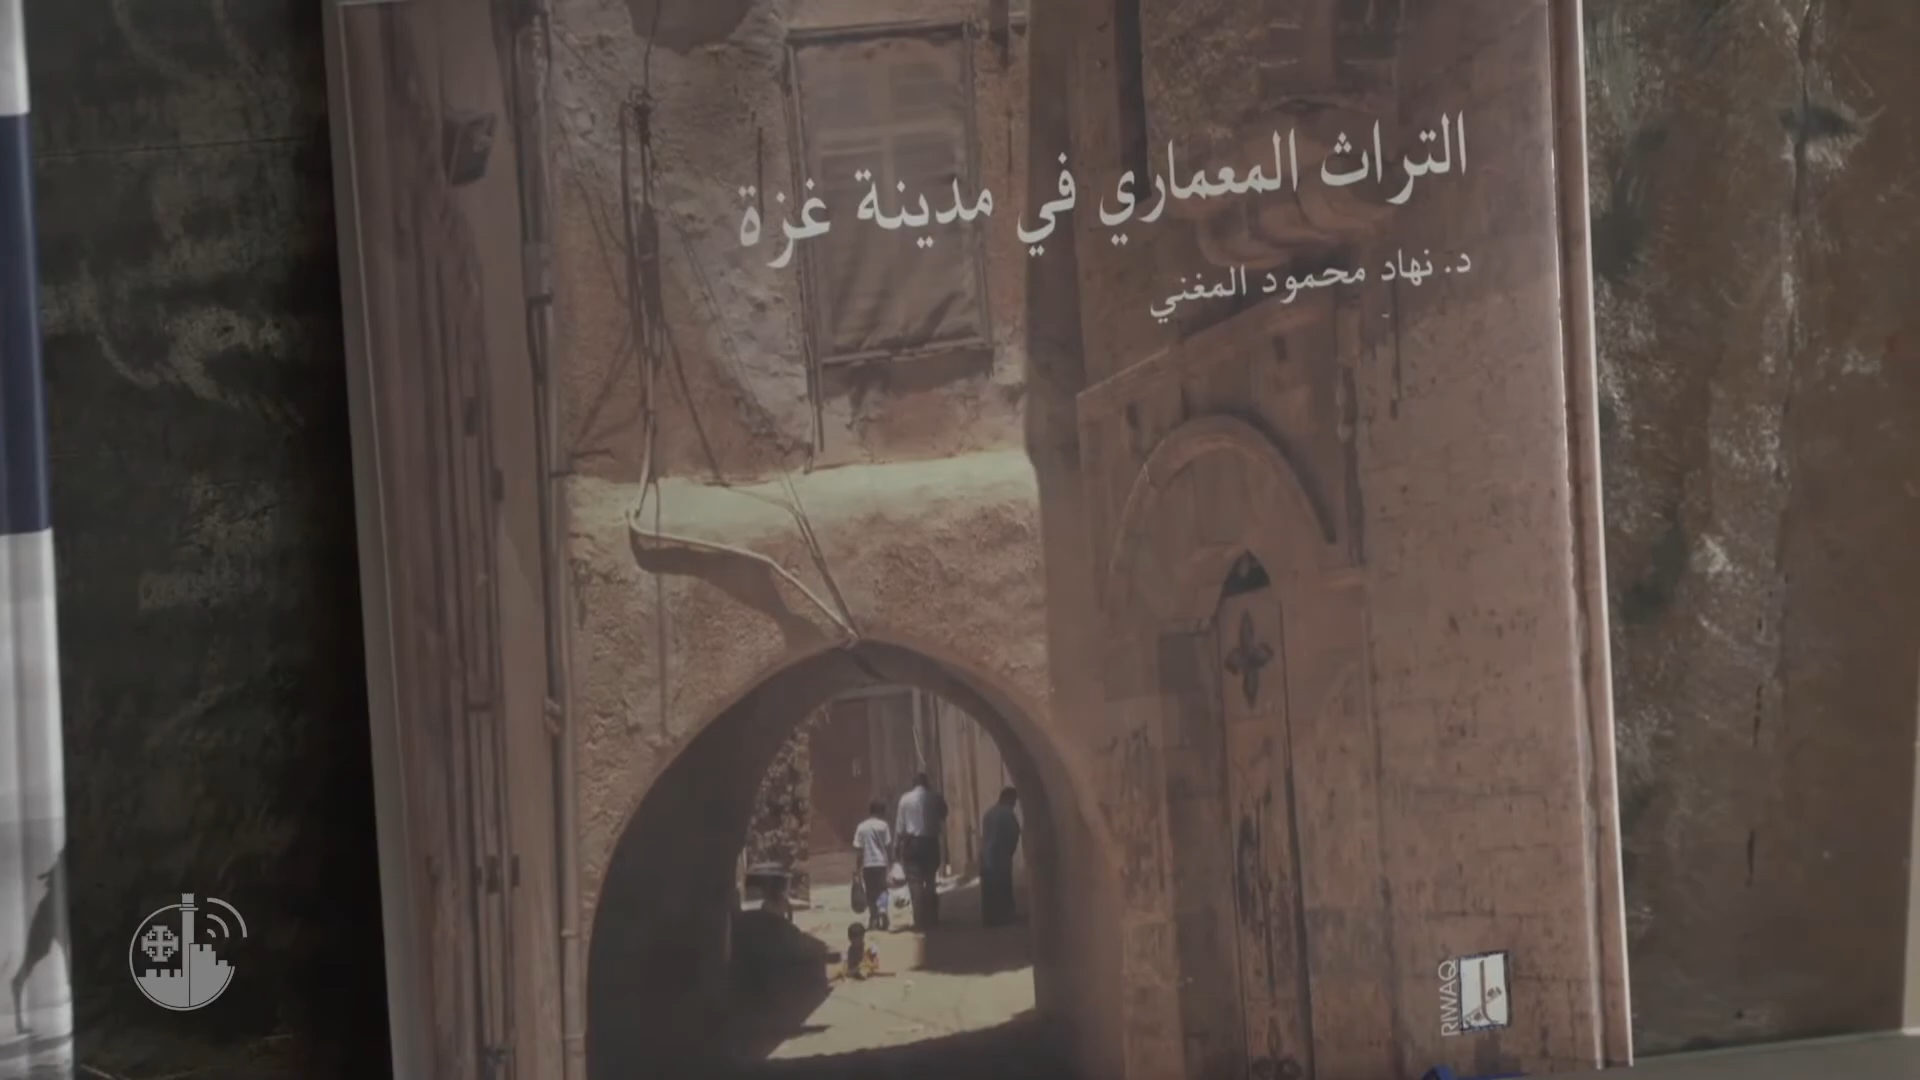 التراث المعماري في مدينة غزة
د. نهاد محمود المغني
RIWAQ